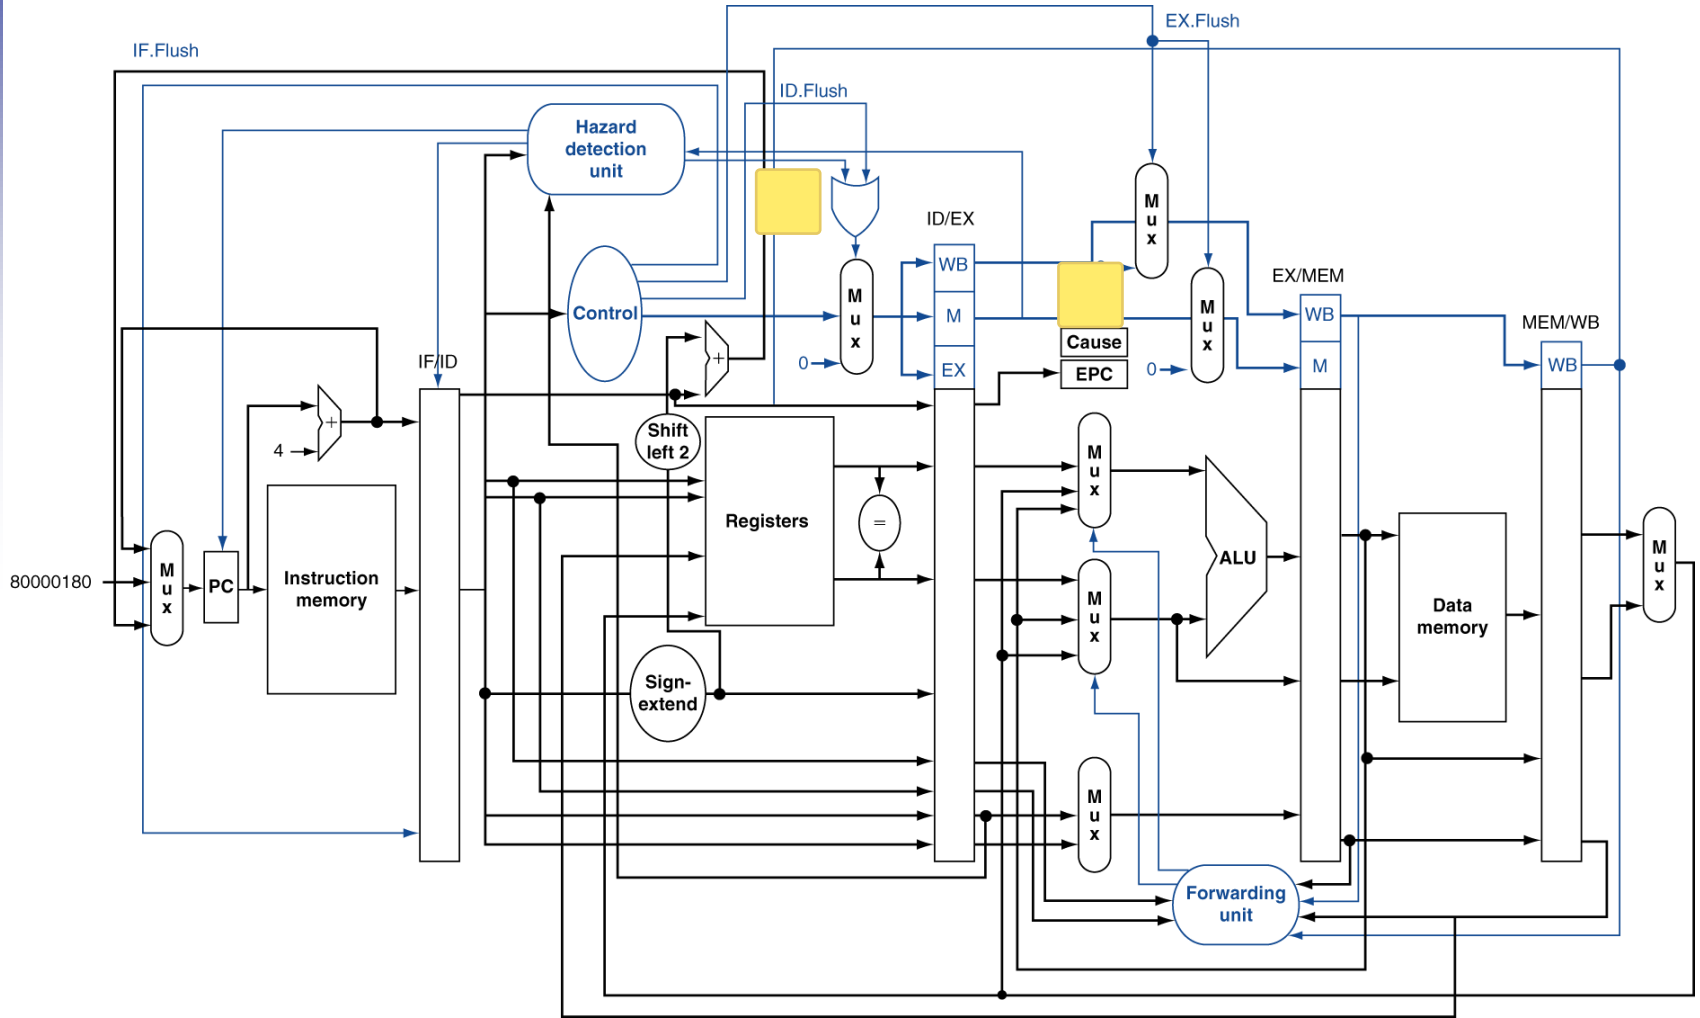 EX.Flush
IF.Flush
ID.Flush
Hazard
detection
unit
ID/EX
M
u
x
WB
EX/MEM
Control
M
u
x
M
M
u
x
WB
MEM/WB
IF/ID
+
0
EX
Cause
EPC
0
M
WB
+
4
Shift
left 2
M
u
x
Registers
=
80000180
M
u
x
PC
Instruction
memory
M
u
x
ALU
Data
memory
M
u
x
Sign-
extend
M
u
x
Forwarding
unit